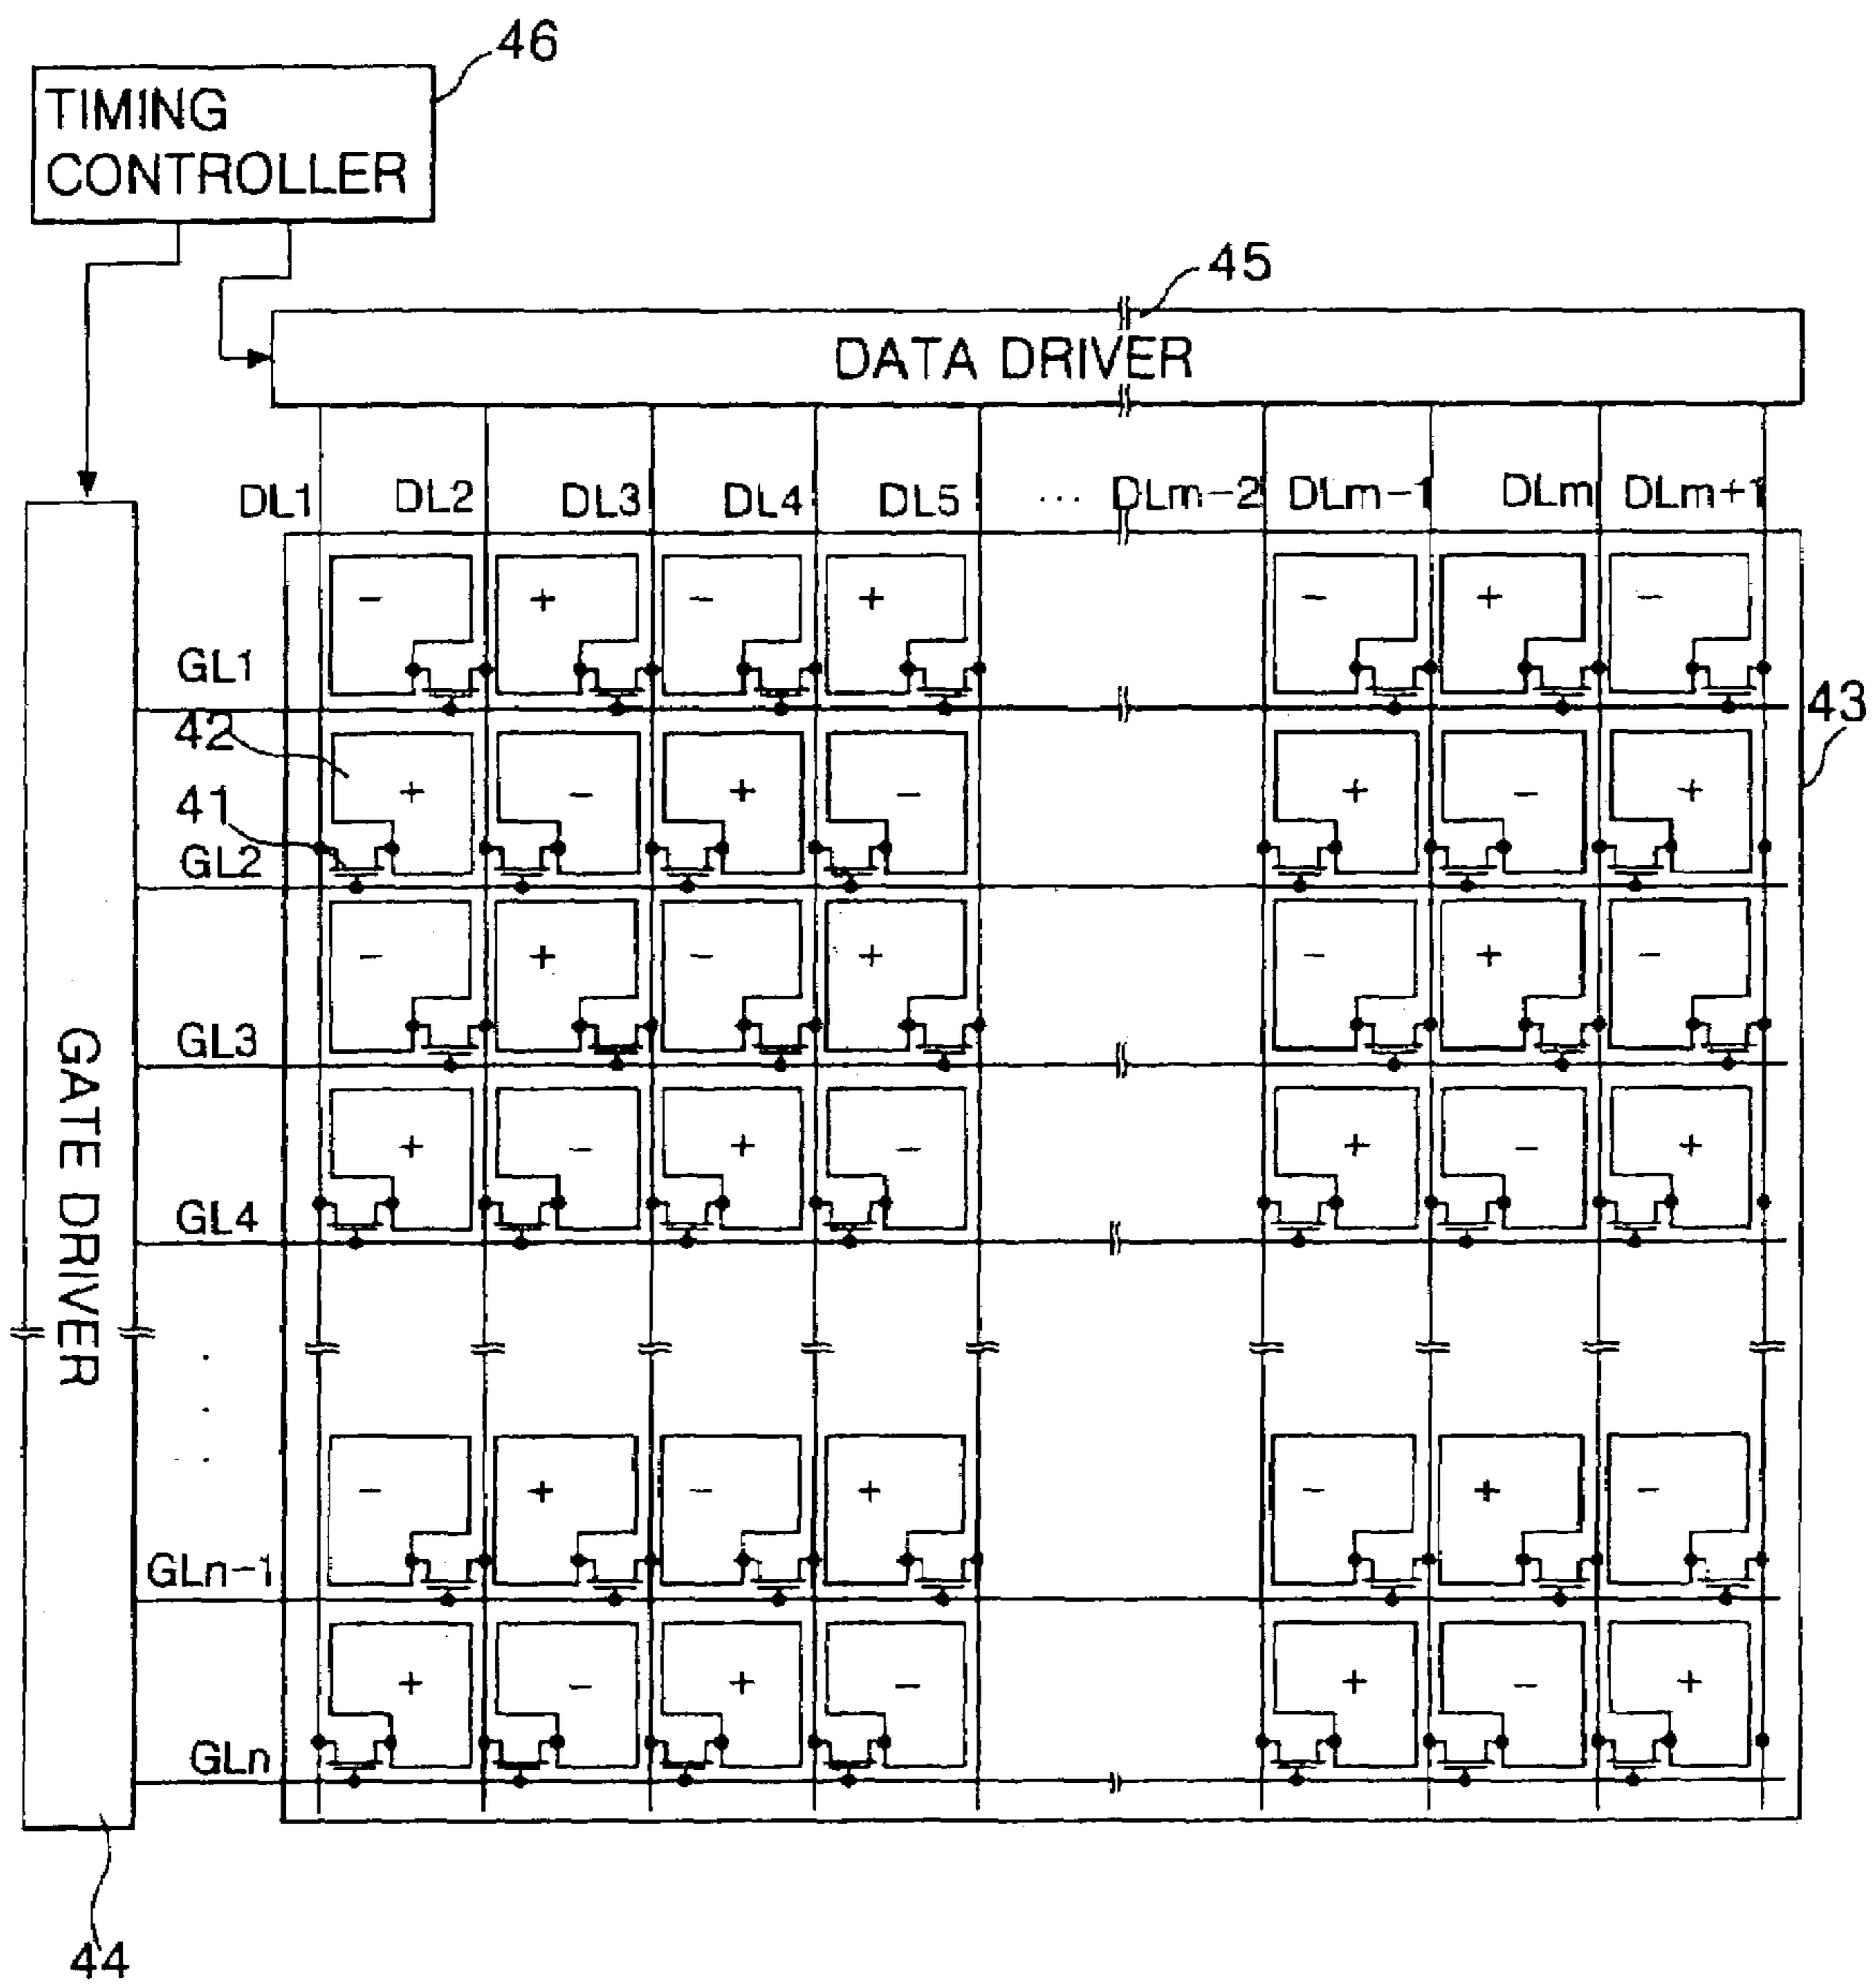 46
TIMING
CONTROLLER
45
DATA DRIVER
DL1 DL2 DL3 DL4 DL5 ... DLm-2 DLm-1 DLm DLm+1
- + - + - + -
GL1
43
42
+ - + - + - +
41
GL2
- + - + - + -
GL3
+ - + - + - +
GL4
GATE DRIVER
- + - + - + -
GLn-1
+ - + - + - +
GLn
44